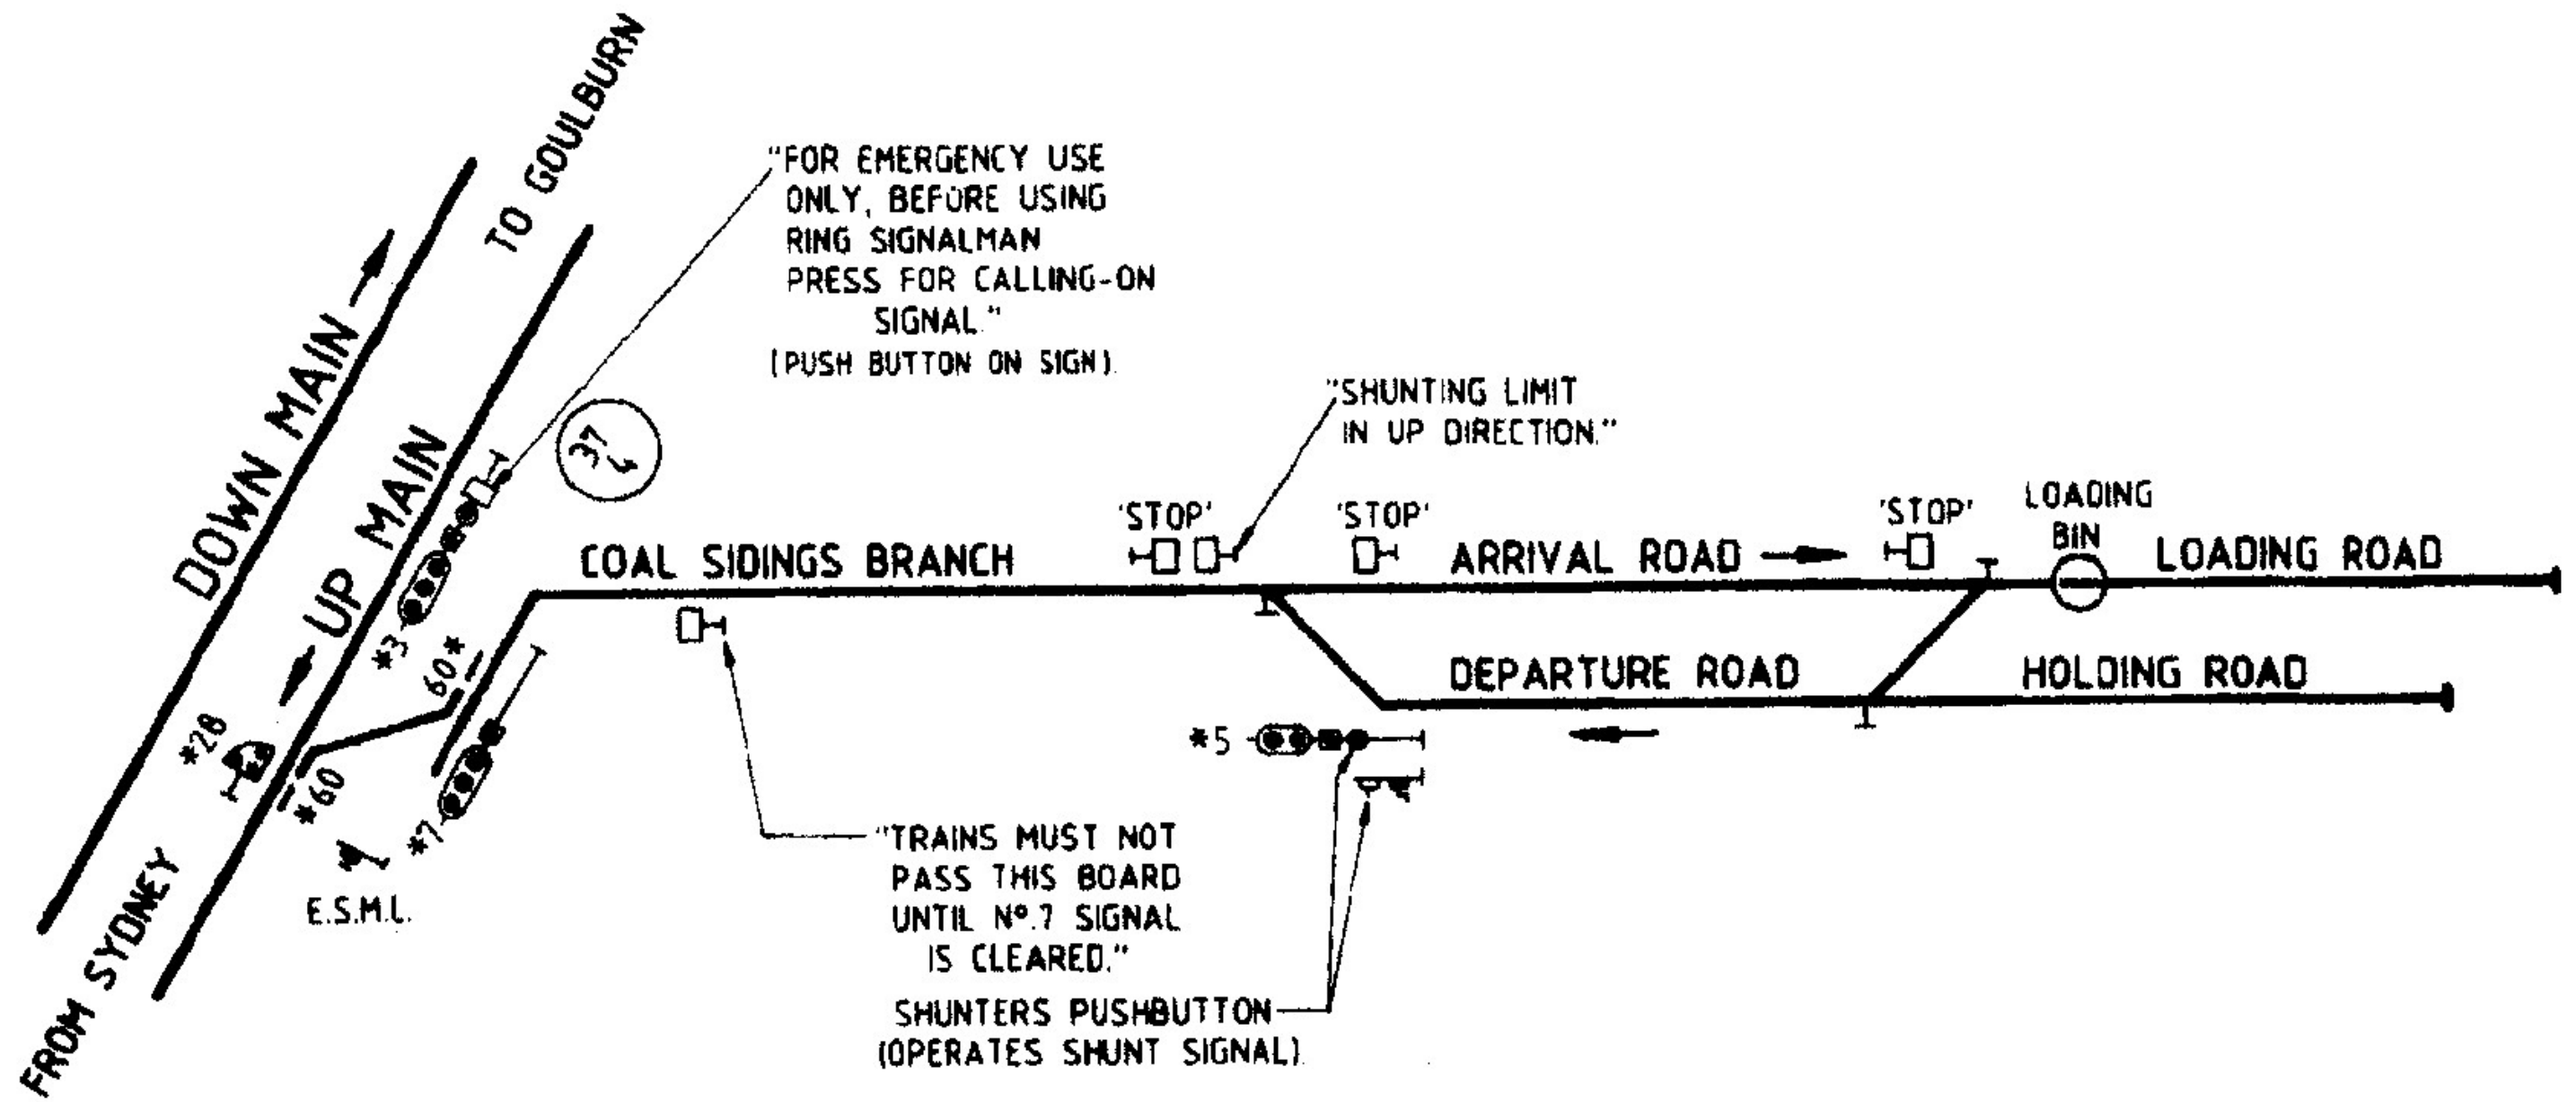 TO GOULBURN
DOWN MAIN
UP MAIN
FROM SYDNEY
"FOR EMERGENCY USE
ONLY, BEFORE USING
RING SIGNALMAN
PRESS FOR CALLING-ON
SIGNAL."
(PUSH BUTTON ON SIGN).
*3
60*
*28
*60
*7
E.S.M.L.
COAL SIDINGS BRANCH
'STOP'
"SHUNTING LIMIT
IN UP DIRECTION."
'STOP'
ARRIVAL ROAD
'STOP'
LOADING
BIN
LOADING ROAD
DEPARTURE ROAD
HOLDING ROAD
*5
"TRAINS MUST NOT
PASS THIS BOARD
UNTIL Nº.7 SIGNAL
IS CLEARED."
SHUNTERS PUSHBUTTON
(OPERATES SHUNT SIGNAL).